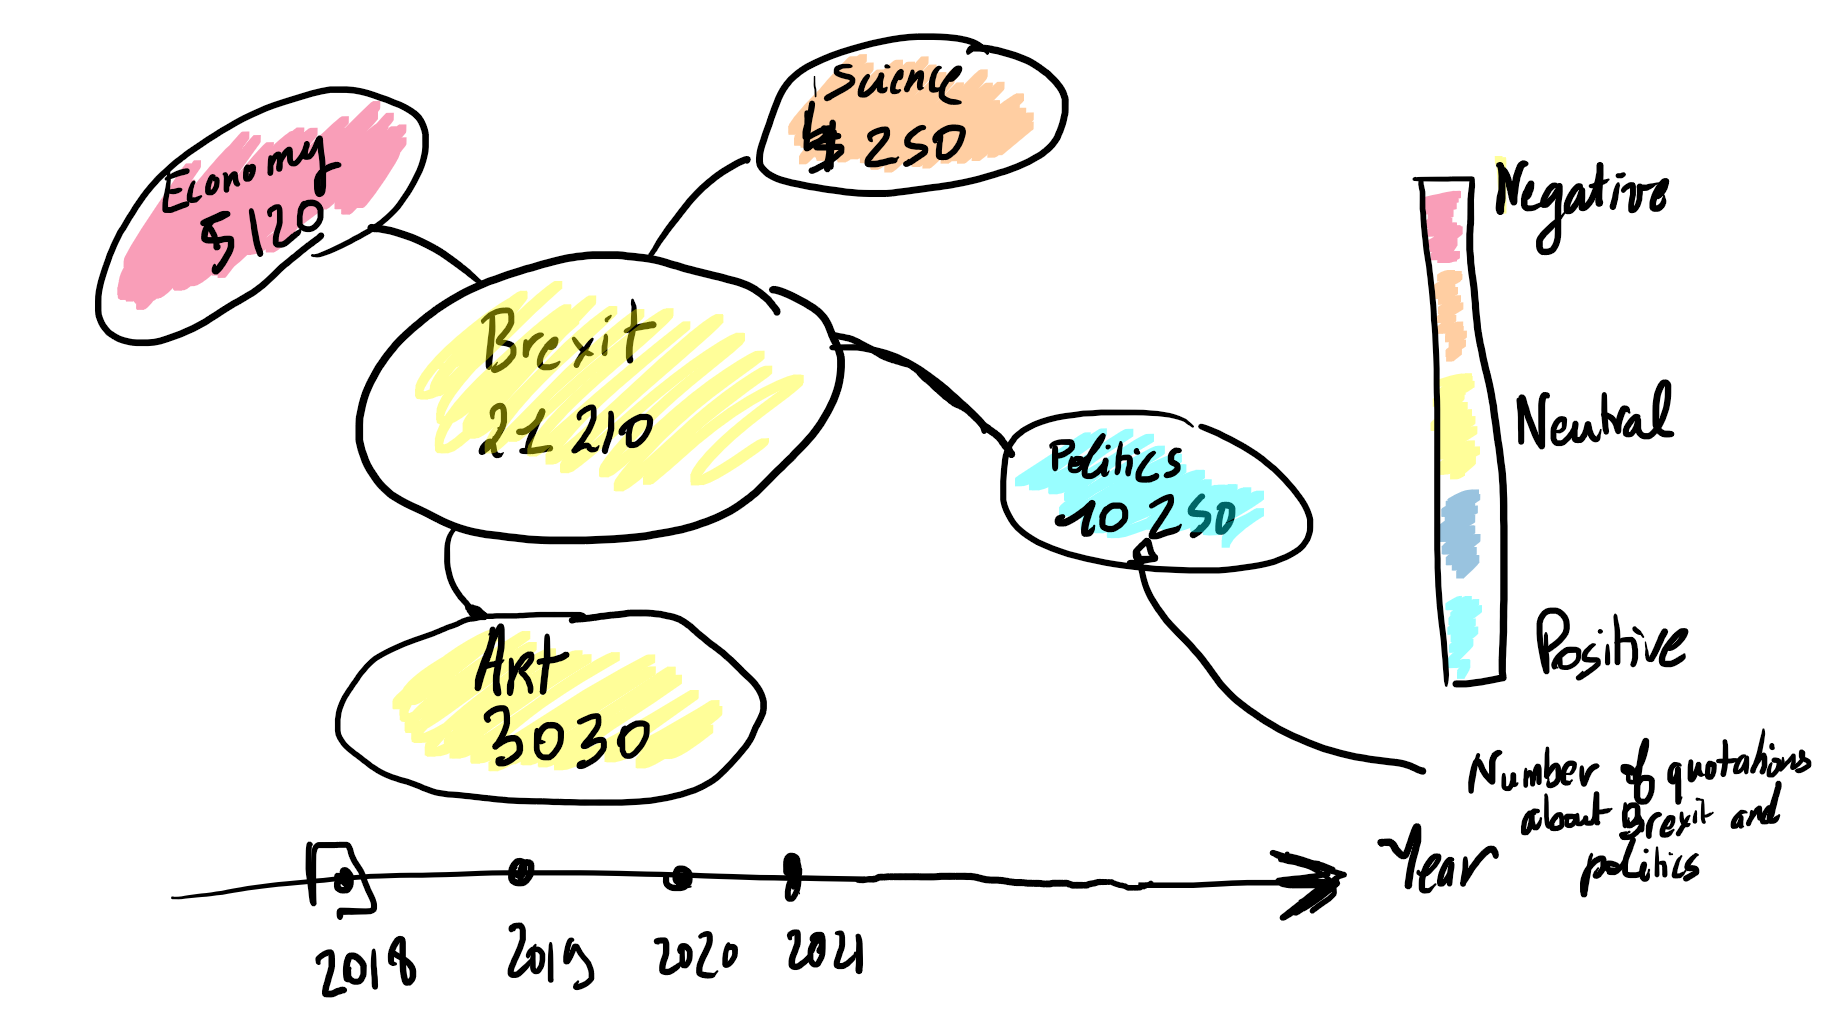 Science
250
Economy
5120
Brexit
21 210
Politics
10 250
Art
3030
Negative
Neutral
Positive
Number of quotations
about Brexit and
politics
Year
2018
2019
2020
2021